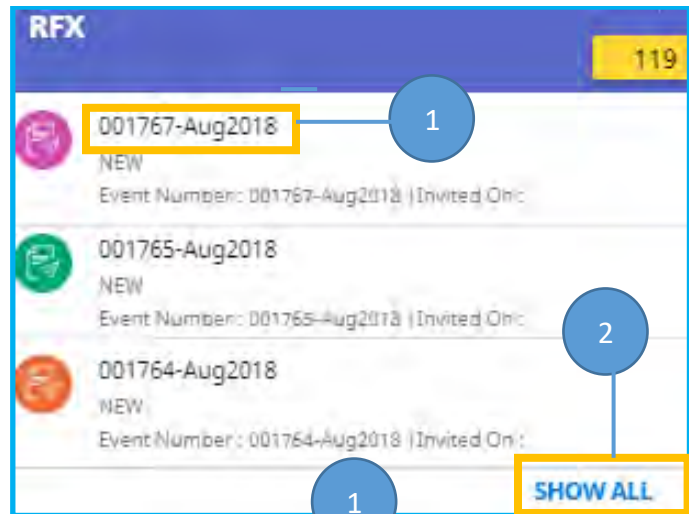 RFX
119
001767-Aug2018
1
NEW
Event Number : 001767-Aug2018 | Invited On :
001765-Aug2018
NEW
Event Number : 001765-Aug2018 | Invited On :
2
001764-Aug2018
NEW
Event Number : 001764-Aug2018 | Invited On :
1
SHOW ALL